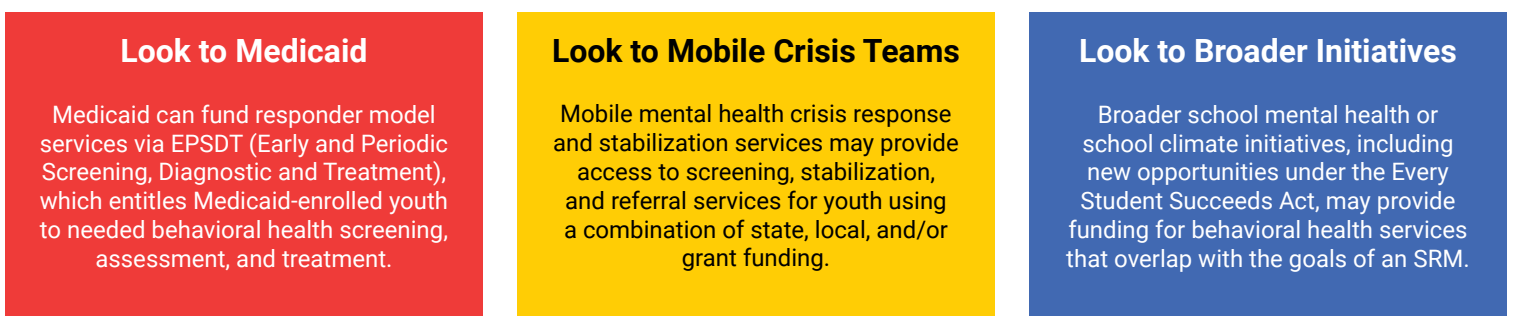 Look to Medicaid
Medicaid can fund responder model
services via EPSDT (Early and Periodic
Screening, Diagnostic and Treatment),
which entitles Medicaid-enrolled youth
to needed behavioral health screening,
assessment, and treatment.
Look to Mobile Crisis Teams
Mobile mental health crisis response
and stabilization services may provide
access to screening, stabilization,
and referral services for youth using
a combination of state, local, and/or
grant funding.
Look to Broader Initiatives
Broader school mental health or
school climate initiatives, including
new opportunities under the Every
Student Succeeds Act, may provide
funding for behavioral health services
that overlap with the goals of an SRM.